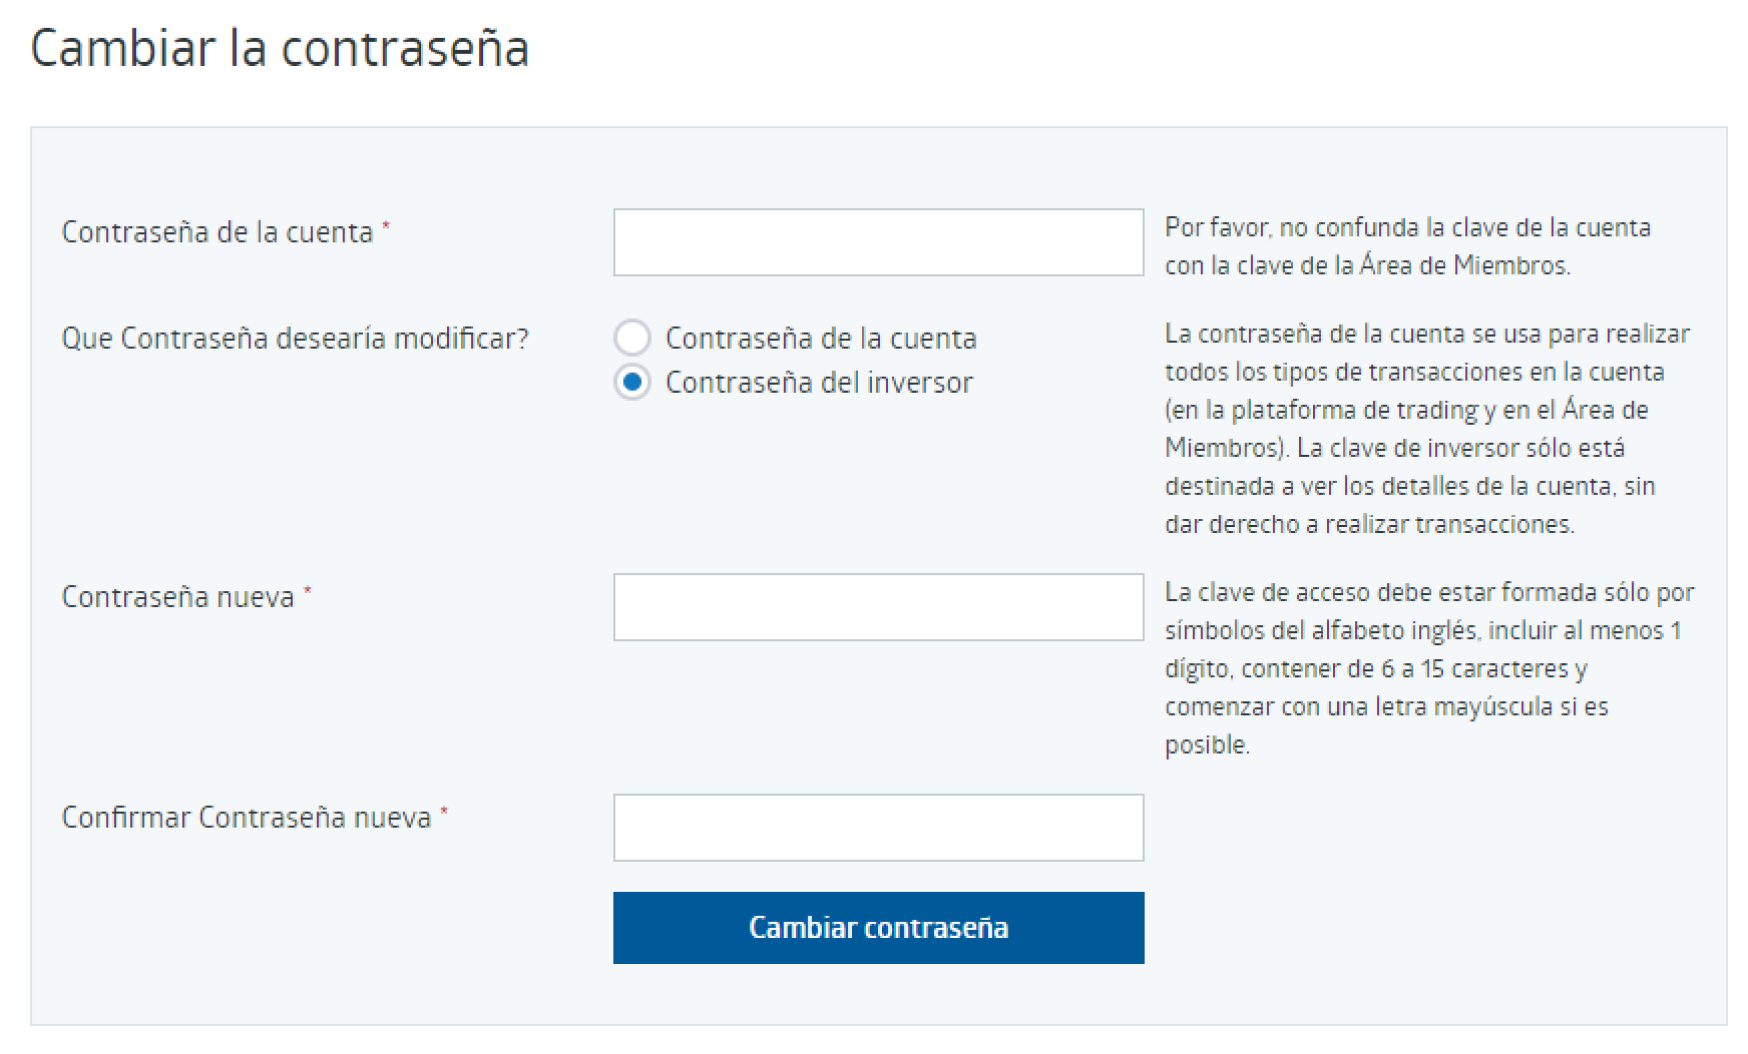 Cambiar la contraseña
Contraseña de la cuenta *
Por favor, no confunda la clave de la cuenta
con la clave de la Área de Miembros.
Que Contraseña desearía modificar?
Contraseña de la cuenta
Contraseña del inversor
La contraseña de la cuenta se usa para realizar
todos los tipos de transacciones en la cuenta
(en la plataforma de trading y en el Área de
Miembros). La clave de inversor sólo está
destinada a ver los detalles de la cuenta, sin
dar derecho a realizar transacciones.
Contraseña nueva *
La clave de acceso debe estar formada sólo por
símbolos del alfabeto inglés, incluir al menos 1
dígito, contener de 6 a 15 caracteres y
comenzar con una letra mayúscula si es
posible.
Confirmar Contraseña nueva *
Cambiar contraseña